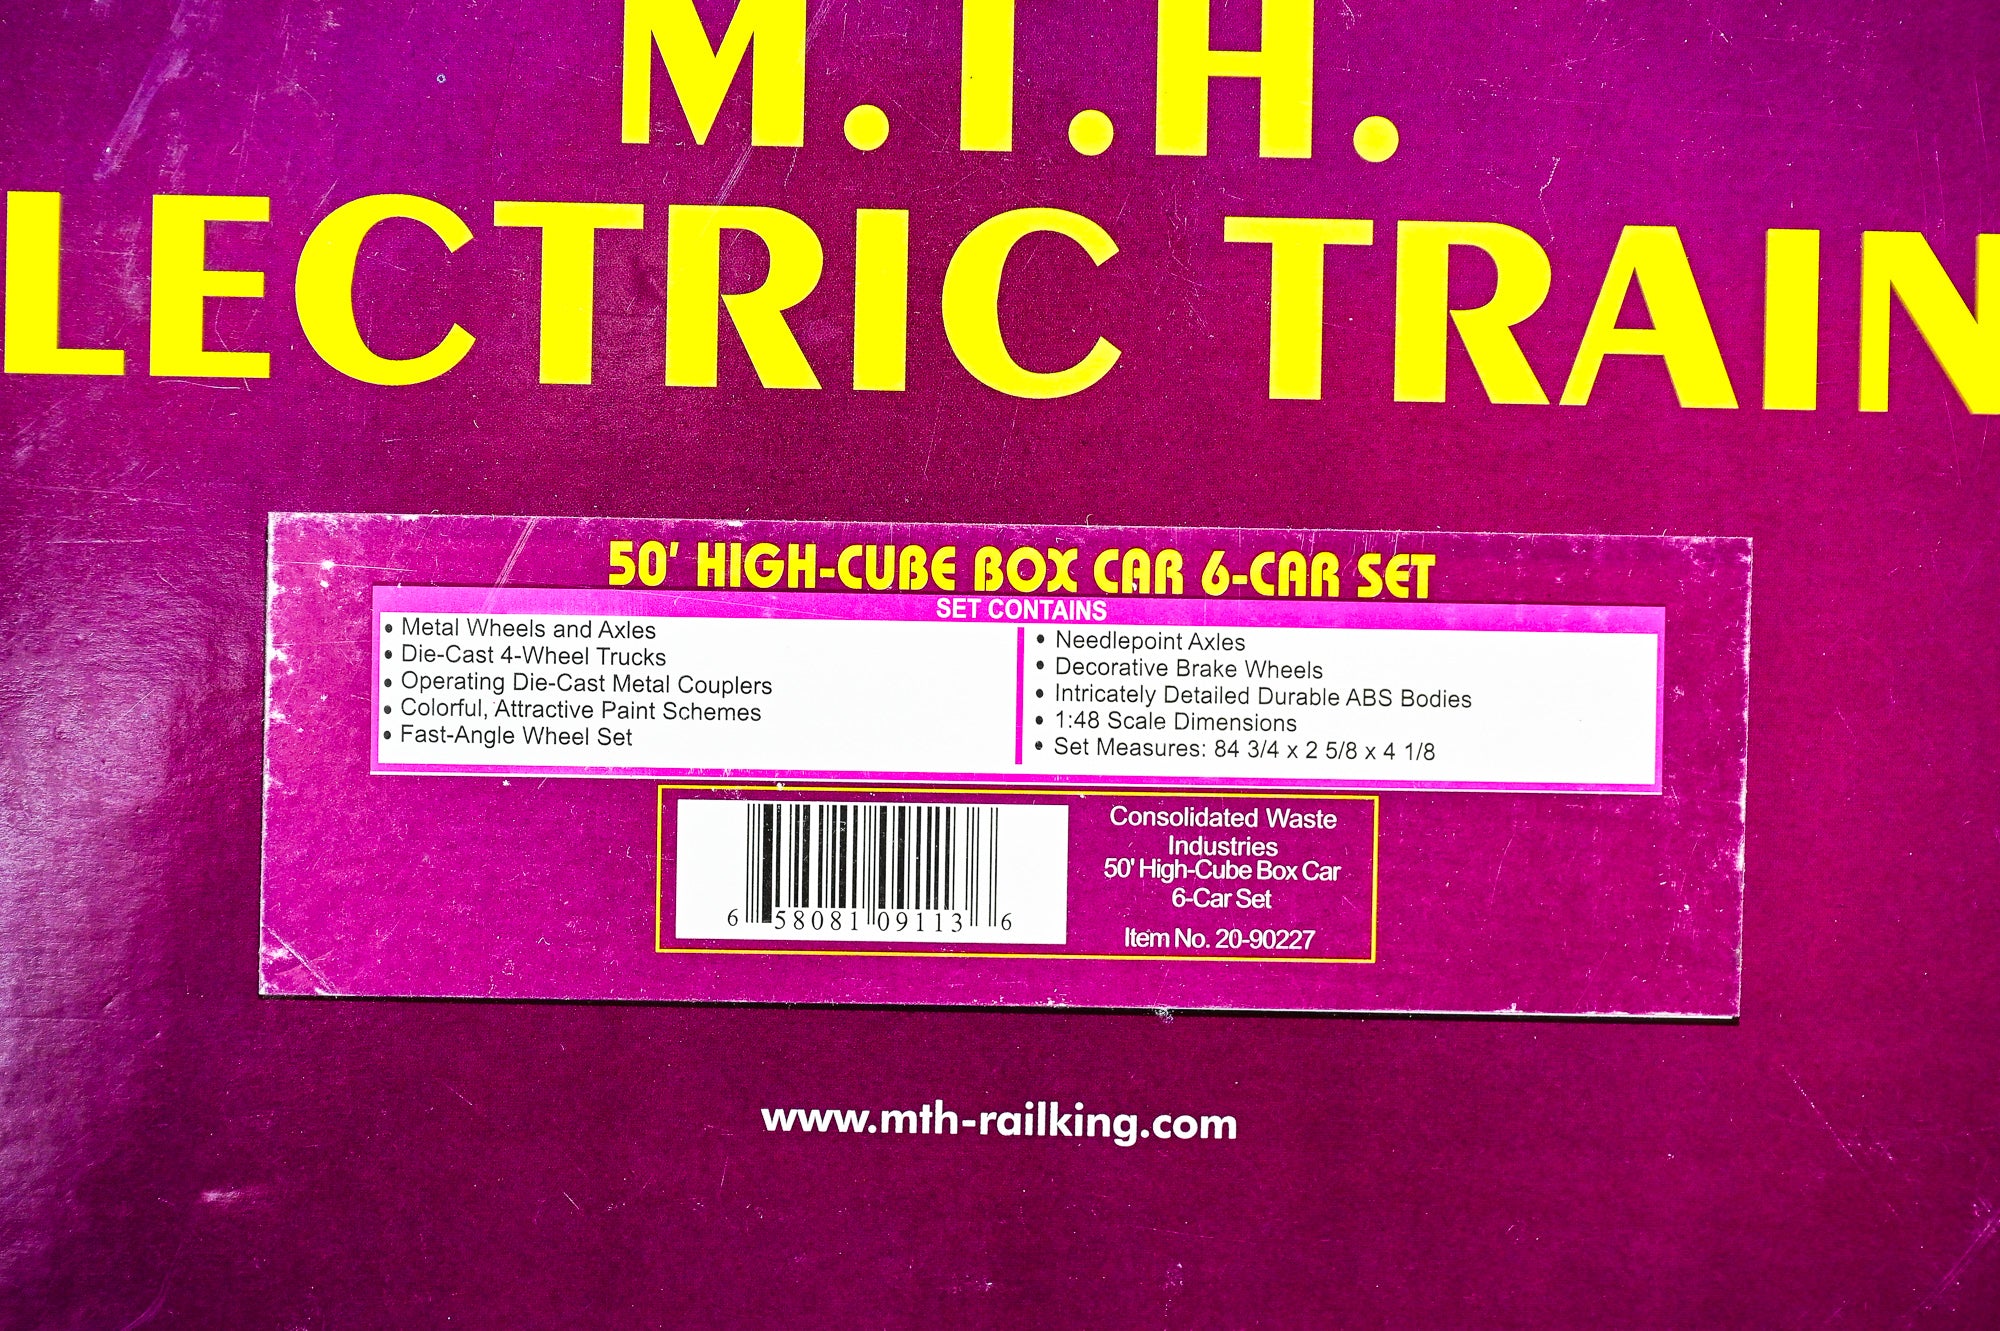 M.T.H.
LECTRIC TRAIN
50' HIGH-CUBE BOX CAR 6-CAR SET
SET CONTAINS
• Metal Wheels and Axles
• Die-Cast 4-Wheel Trucks
• Operating Die-Cast Metal Couplers
• Colorful, Attractive Paint Schemes
• Fast-Angle Wheel Set
• Needlepoint Axles
• Decorative Brake Wheels
• Intricately Detailed Durable ABS Bodies
• 1:48 Scale Dimensions
• Set Measures: 84 3/4 x 2 5/8 x 4 1/8
6 58081 09113 6
Consolidated Waste
Industries
50' High-Cube Box Car
6-Car Set
Item No. 20-90227
www.mth-railking.com